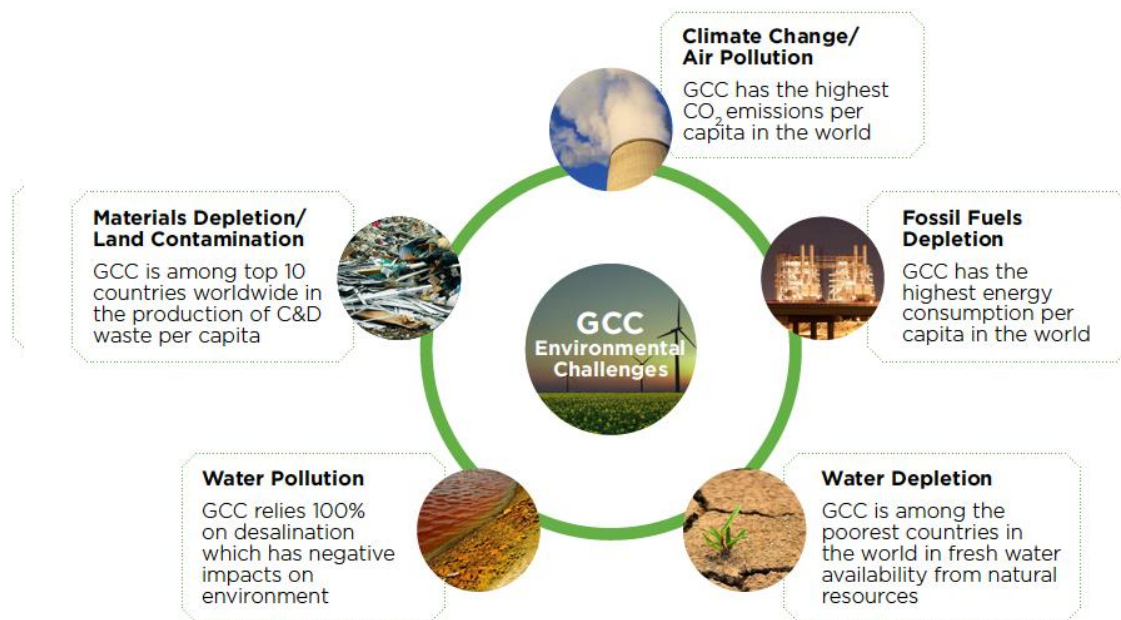 Climate Change/
Air Pollution
GCC has the highest
CO₂ emissions per
capita in the world
Materials Depletion/
Land Contamination
GCC is among top 10
countries worldwide in
the production of C&D
waste per capita
Fossil Fuels
Depletion
GCC has the
highest energy
consumption per
capita in the world
GCC
Environmental
Challenges
Water Pollution
GCC relies 100%
on desalination
which has negative
impacts on
environment
Water Depletion
GCC is among the
poorest countries in
the world in fresh water
availability from natural
resources